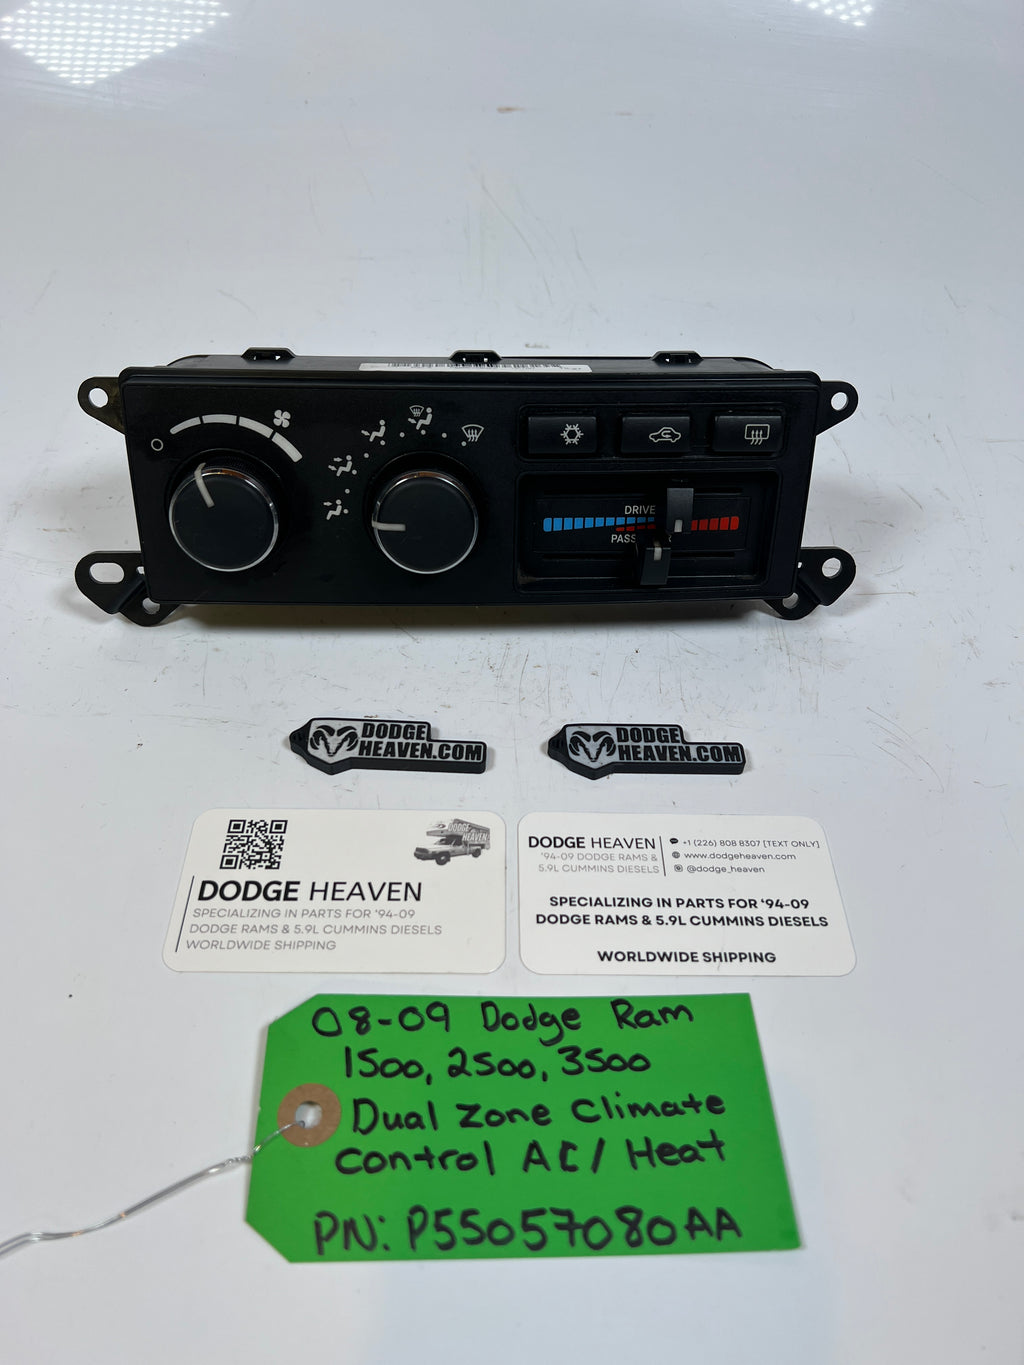 DRIVE
PASS
DODGE
HEAVEN.COM
DODGE
HEAVEN.COM
DODGE
HEAVEN
DODGE HEAVEN
SPECIALIZING IN PARTS FOR '94-09
DODGE RAMS & 5.9L CUMMINS DIESELS
WORLDWIDE SHIPPING
DODGE HEAVEN
'94-09 DODGE RAMS &
5.9L CUMMINS DIESELS
+1 (226) 808 8307 [TEXT ONLY]
www.dodgeheaven.com
@dodge_heaven
SPECIALIZING IN PARTS FOR '94-09
DODGE RAMS & 5.9L CUMMINS DIESELS
WORLDWIDE SHIPPING
08-09 Dodge Ram
1500, 2500, 3500
Dual Zone Climate
Control AC/ Heat
PN: P55057080AA